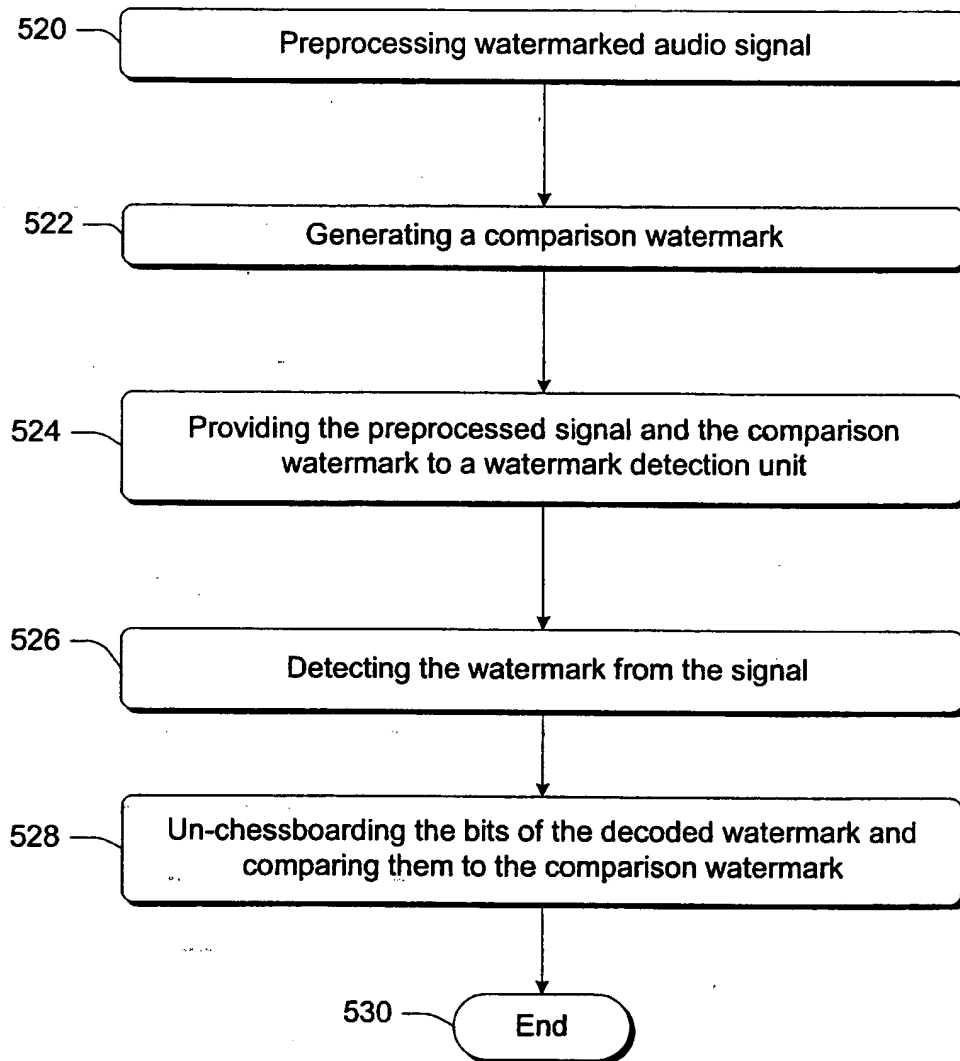 520
Preprocessing watermarked audio signal
522
Generating a comparison watermark
524
Providing the preprocessed signal and the comparison
watermark to a watermark detection unit
526
Detecting the watermark from the signal
528
Un-chessboarding the bits of the decoded watermark and
comparing them to the comparison watermark
530
End